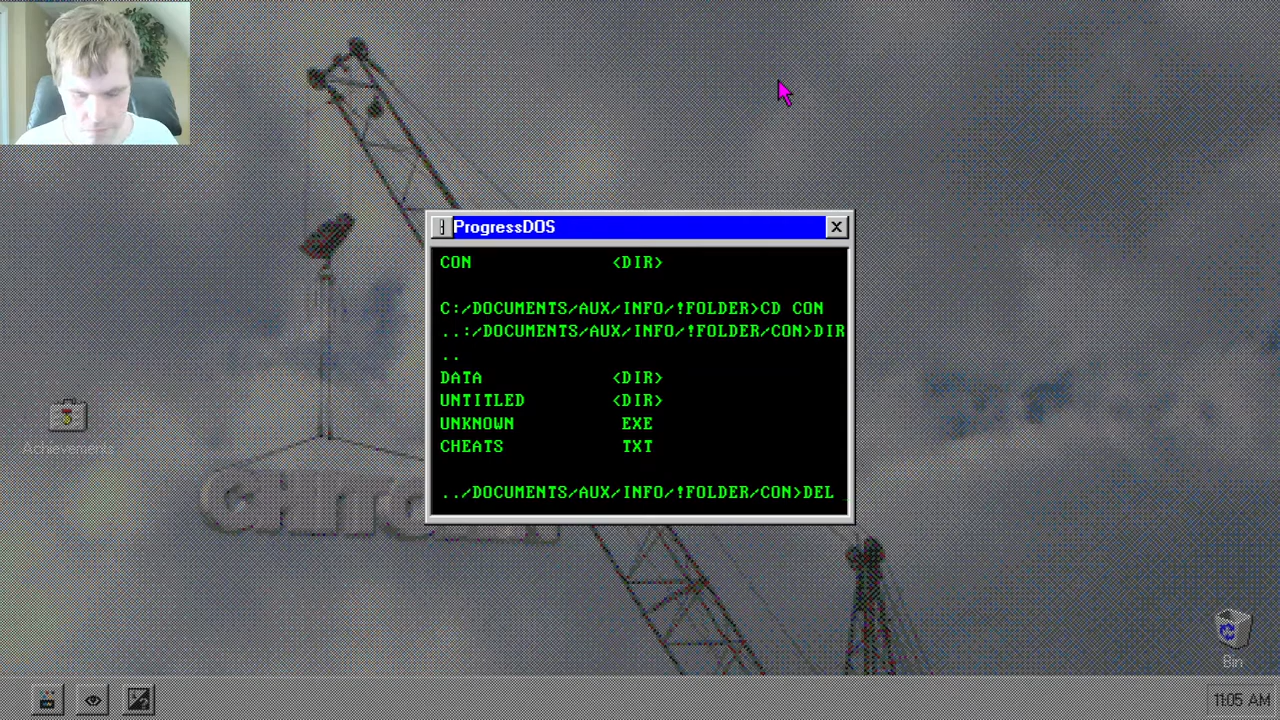 ProgressDOS
CON <DIR>
C:/DOCUMENTS/AUX/INFO/!FOLDER>CD CON
..:/DOCUMENTS/AUX/INFO/!FOLDER/CON>DIR
..
DATA <DIR>
UNTITLED <DIR>
UNKNOWN EXE
CHEATS TXT
../DOCUMENTS/AUX/INFO/!FOLDER/CON>DEL _
Achievements
Bin
11:05 AM